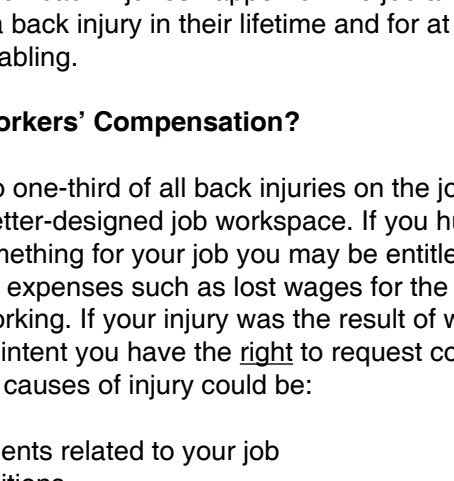 a back injury in their lifetime and for at
abling.
orkers’ Compensation?
o one-third of all back injuries on the jo
etter-designed job workspace. If you hu
mething for your job you may be entitle
expenses such as lost wages for the
orking. If your injury was the result of w
intent you have the right to request co
causes of injury could be:
ents related to your job